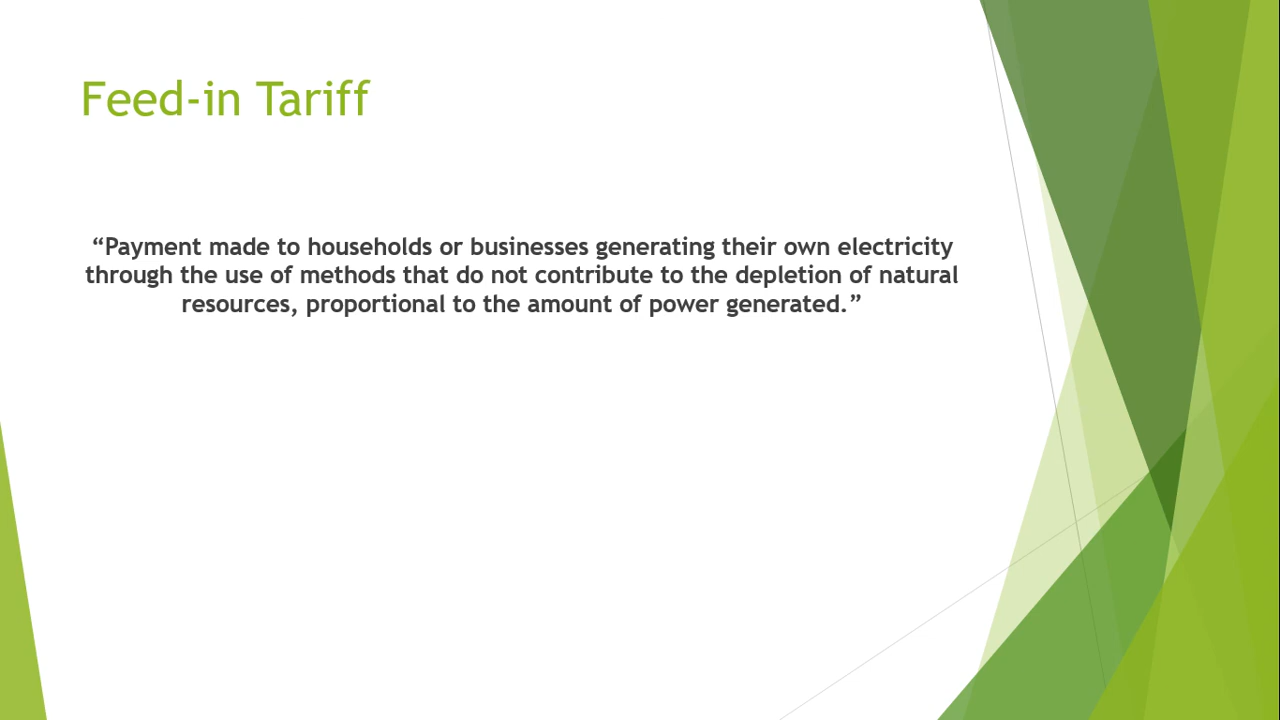 Feed-in Tariff
“Payment made to households or businesses generating their own electricity
through the use of methods that do not contribute to the depletion of natural
resources, proportional to the amount of power generated.”